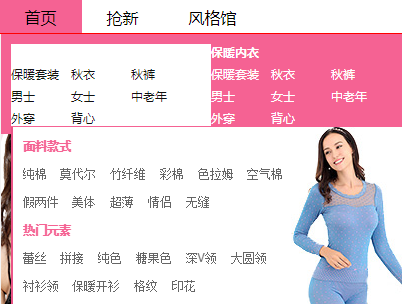 首页 抢新 风格馆
保暖内衣
保暖套装 秋衣 秋裤 保暖套装 秋衣 秋裤
男士 女士 中老年 男士 女士 中老年
外穿 背心 外穿 背心
面料款式
纯棉 莫代尔 竹纤维 彩棉 色拉姆 空气棉
假两件 美体 超薄 情侣 无缝
热门元素
蕾丝 拼接 纯色 糖果色 深V领 大圆领
衬衫领 保暖开衫 格纹 印花